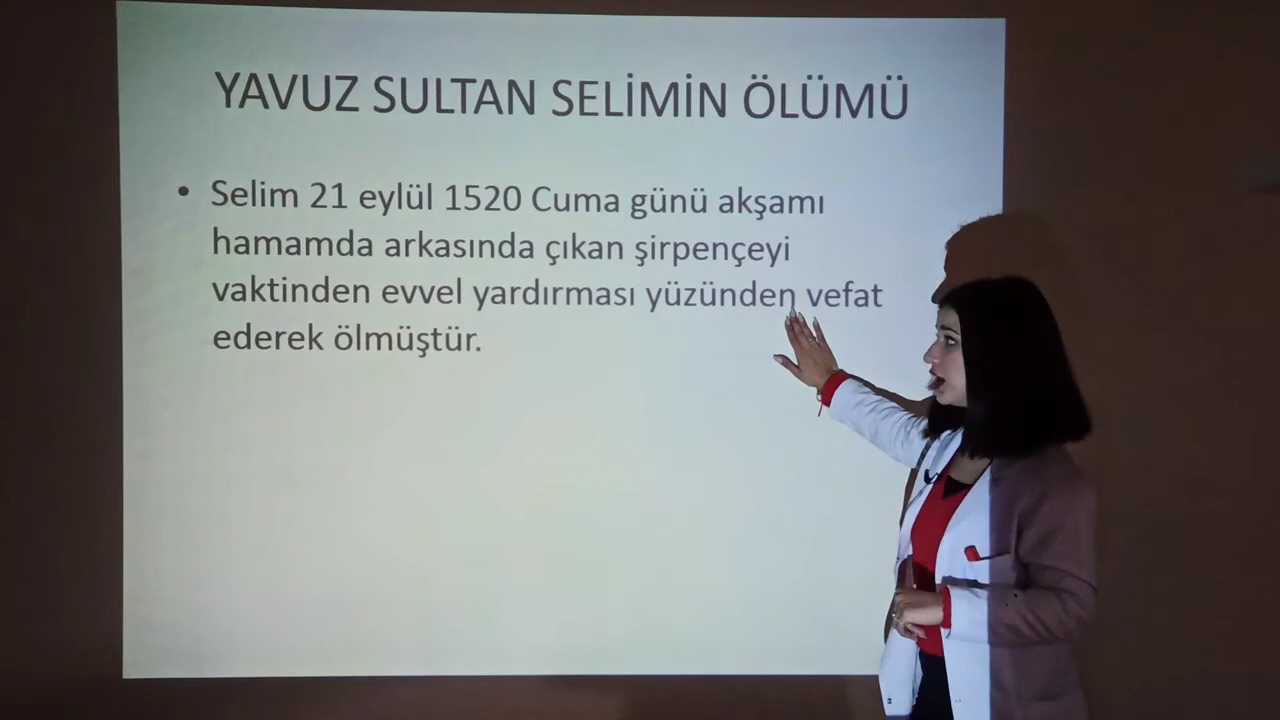 YAVUZ SULTAN SELİMİN ÖLÜMÜ
• Selim 21 eylül 1520 Cuma günü akşamı
hamamda arkasında çıkan şirpençeyi
vaktinden evvel yardırması yüzünden vefat
ederek ölmüştür.